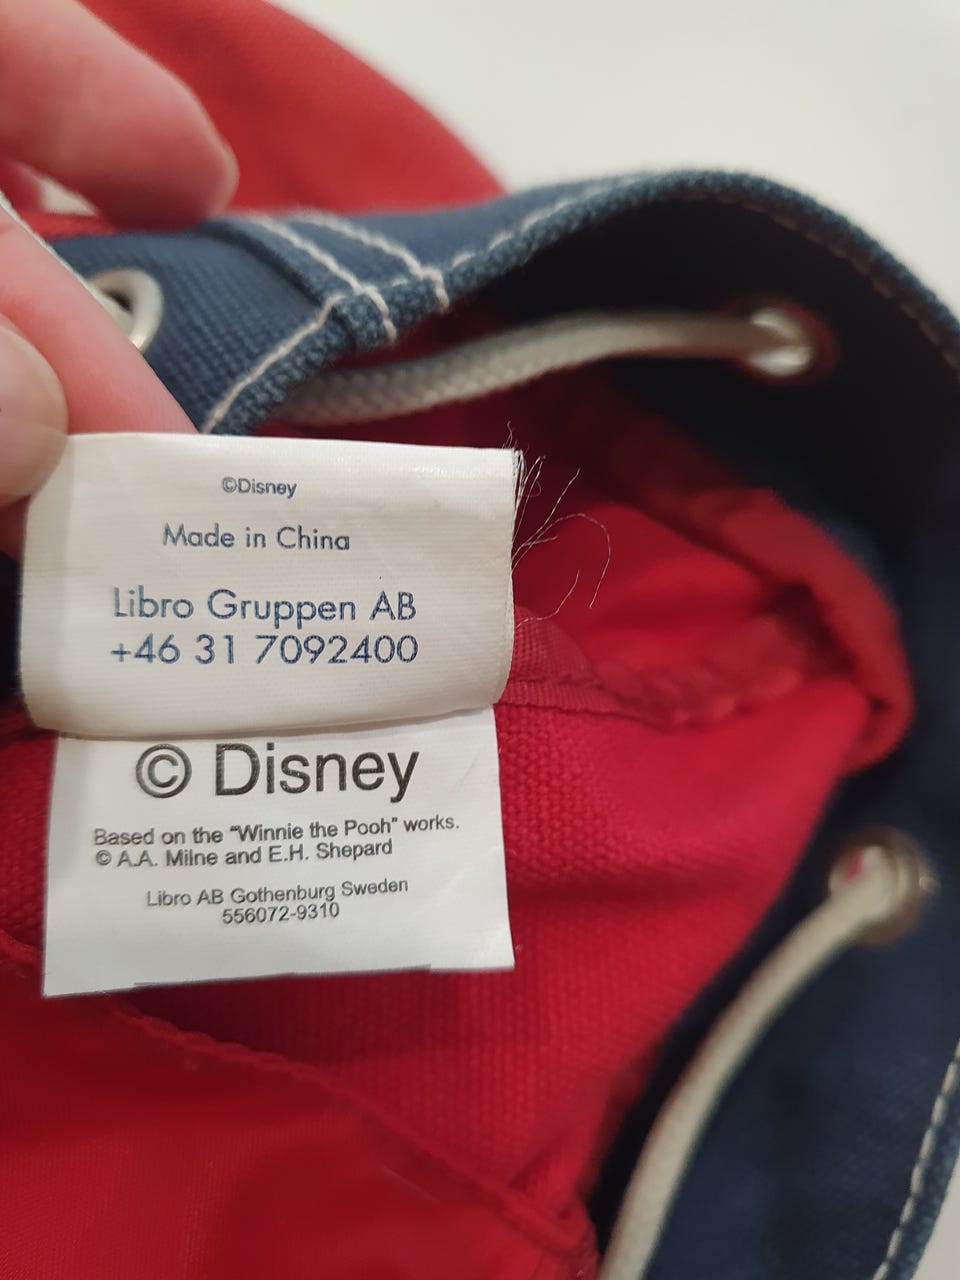 ©Disney
Made in China
Libro Gruppen AB
+46 31 7092400
© Disney
Based on the "Winnie the Pooh" works.
© A.A. Milne and E.H. Shepard
Libro AB Gothenburg Sweden
556072-9310